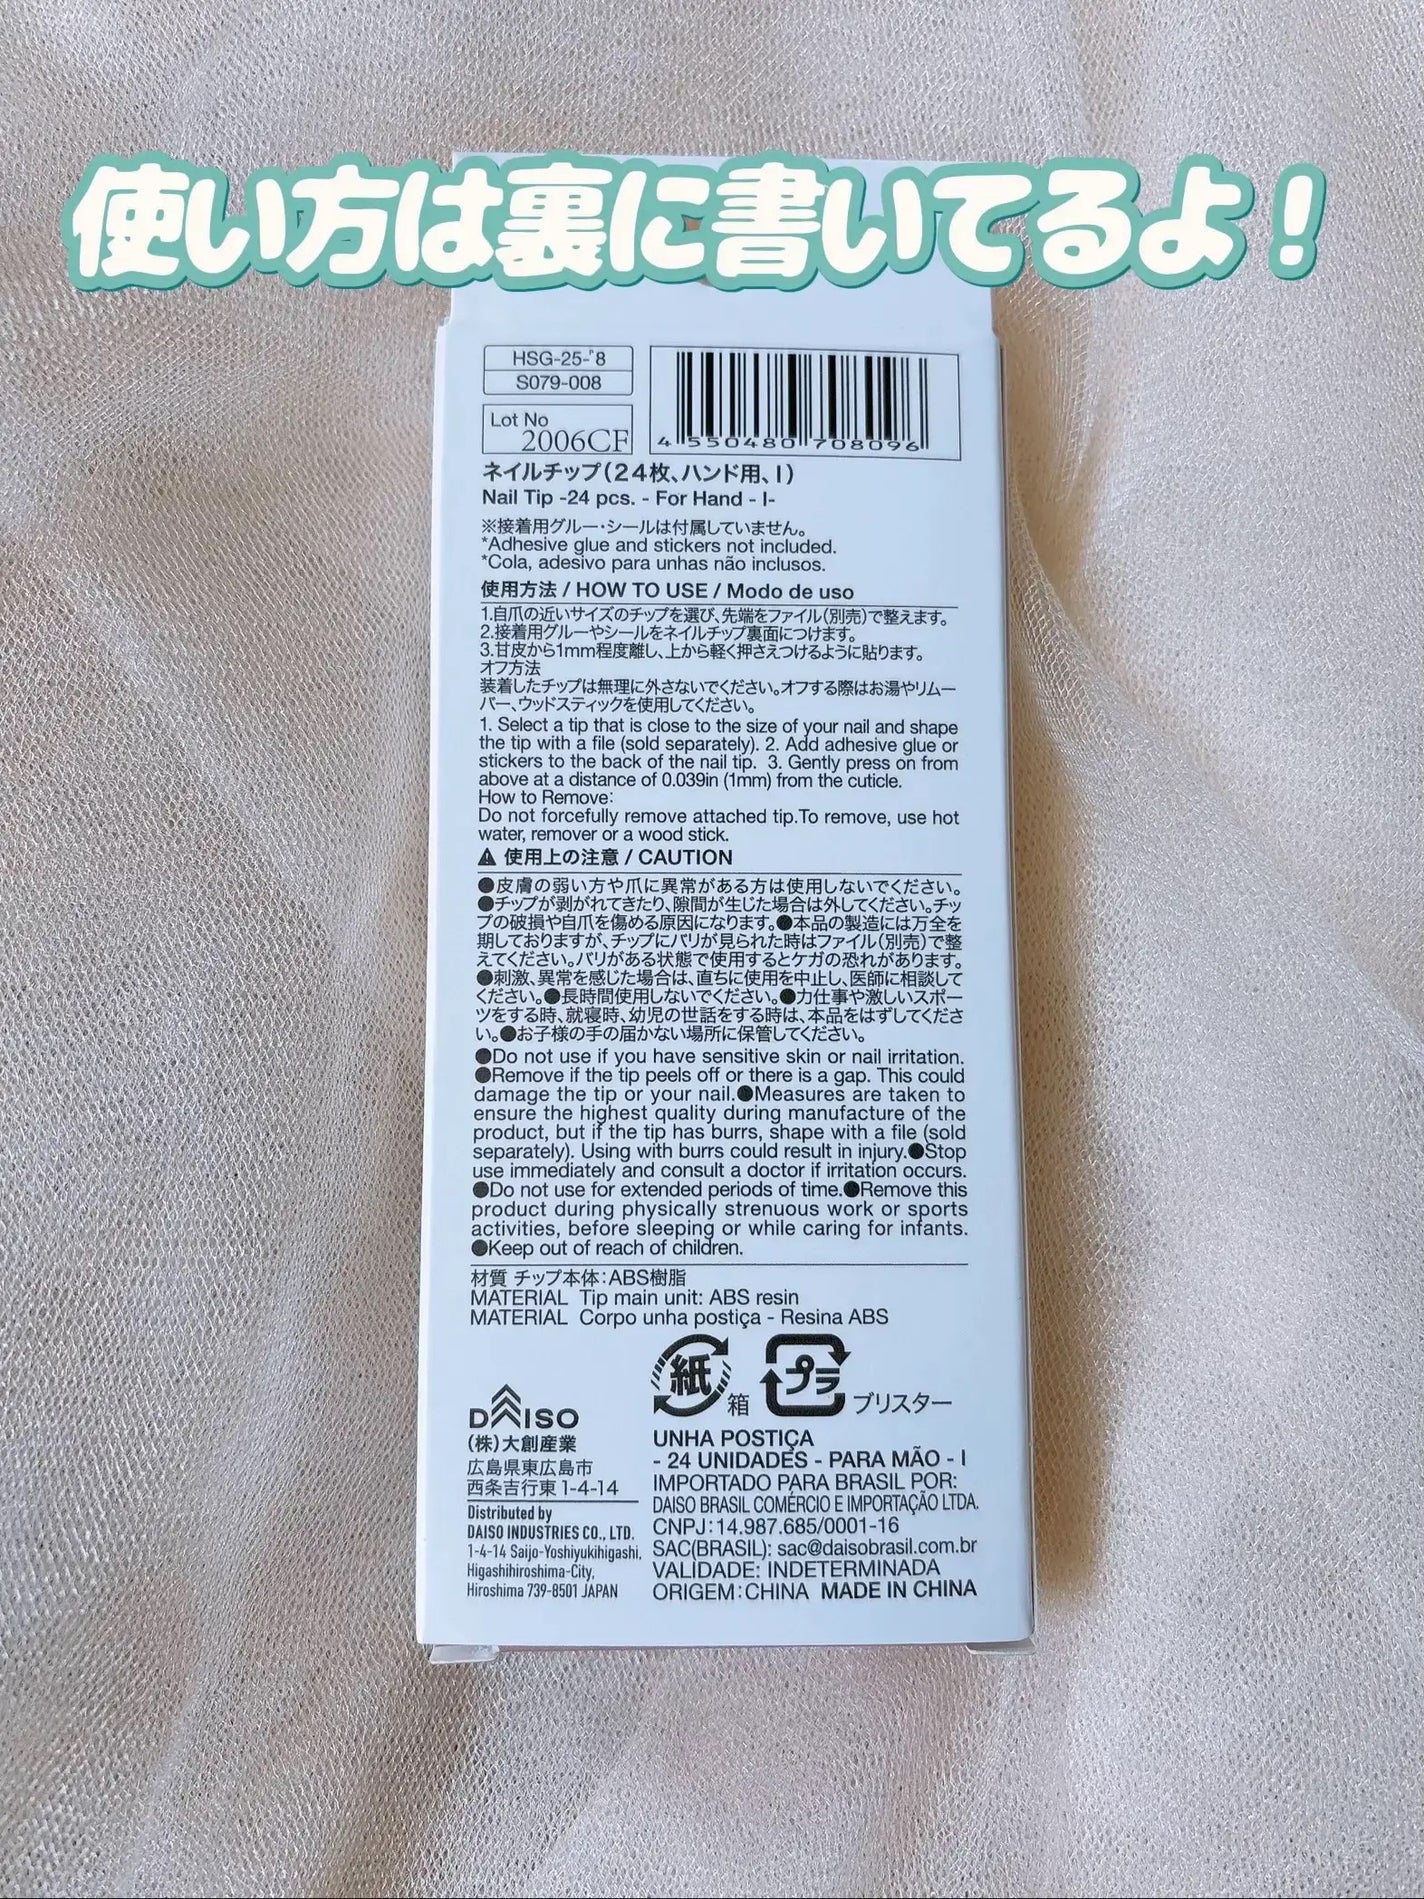 使い方は裏に書いてるよ!
HSG-25-P8
S079-008
Lot No
2006CF
4 550480 708096
ネイルチップ(24枚、ハンド用、I)
Nail Tip -24 pcs. - For Hand - I-
※接着用グルー・シールは付属していません。
*Adhesive glue and stickers not included.
*Cola, adesivo para unhas não inclusos.
使用方法 / HOW TO USE / Modo de uso
1.自爪の近いサイズのチップを選び、先端をファイル(別売)で整えます。
2.接着用グルーやシールをネイルチップ裏面につけます。
3.甘皮から1mm程度離し、上から軽く押さえつけるように貼ります。
オフ方法
装着したチップは無理に外さないでください。オフする際はお湯やリムー
バー、ウッドスティックを使用してください。
1. Select a tip that is close to the size of your nail and shape
the tip with a file (sold separately). 2. Add adhesive glue or
stickers to the back of the nail tip. 3. Gently press on from
above at a distance of 0.039in (1mm) from the cuticle.
How to Remove:
Do not forcefully remove attached tip.To remove, use hot
water, remover or a wood stick.
使用上の注意 / CAUTION
●皮膚の弱い方や爪に異常がある方は使用しないでください。
●チップが剥がれてきたり、隙間が生じた場合は外してください。チッ
プの破損や自爪を傷める原因になります。●本品の製造には万全を
期しておりますが、チップにバリが見られた時はファイル(別売)で整
えてください。バリがある状態で使用するとケガの恐れがあります。
●刺激、異常を感じた場合は、直ちに使用を中止し、医師に相談して
ください。●長時間使用しないでください。●力仕事や激しいスポー
ツをする時、就寝時、幼児の世話をする時は、本品をはずしてくださ
い。●お子様の手の届かない場所に保管してください。
●Do not use if you have sensitive skin or nail irritation.
●Remove if the tip peels off or there is a gap. This could
damage the tip or your nail.●Measures are taken to
ensure the highest quality during manufacture of the
product, but if the tip has burrs, shape with a file (sold
separately). Using with burrs could result in injury.●Stop
use immediately and consult a doctor if irritation occurs.
●Do not use for extended periods of time.●Remove this
product during physically strenuous work or sports
activities, before sleeping or while caring for infants.
●Keep out of reach of children.
材質 チップ本体:ABS樹脂
MATERIAL Tip main unit: ABS resin
MATERIAL Corpo unha postiça - Resina ABS
紙 箱 プラ ブリスター
DAISO
(株)大創産業
広島県東広島市
西条吉行東 1-4-14
Distributed by
DAISO INDUSTRIES CO., LTD.
1-4-14 Saijo-Yoshiyukihigashi,
Higashihiroshima-City,
Hiroshima 739-8501 JAPAN
UNHA POSTIÇA
- 24 UNIDADES - PARA MÃO - I
IMPORTADO PARA BRASIL POR:
DAISO BRASIL COMÉRCIO E IMPORTAÇÃO LTDA.
CNPJ:14.987.685/0001-16
SAC(BRASIL): sac@daisobrasil.com.br
VALIDADE: INDETERMINADA
ORIGEM:CHINA MADE IN CHINA